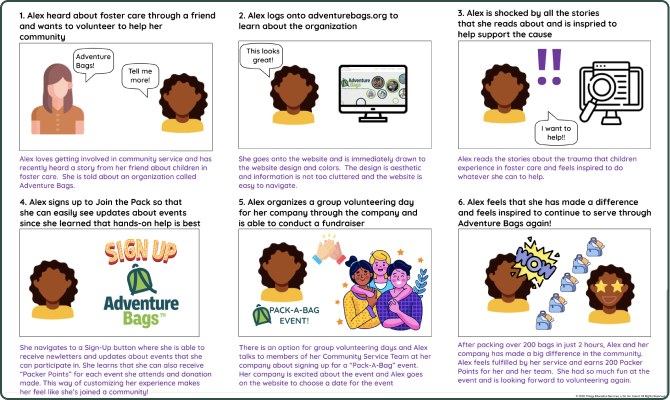 1. Alex heard about foster care through a friend
and wants to volunteer to help her
community
Adventure
Bags!
Tell me
more!
Alex loves getting involved in community service and has
recently heard a story from her friend about children in
foster care. She is told about an organization called
Adventure Bags.
2. Alex logs onto adventurebags.org to
learn about the organization
This looks
great!
She goes onto the website and is immediately drawn to
the website design and colors. The design is aesthetic
and information is not too cluttered and the website is
easy to navigate.
3. Alex is shocked by all the stories
that she reads about and is inspried to
help support the cause
!!
I want to
help!!
Alex reads the stories about the trauma that children
experience in foster care and feels inspired to do
whatever she can to help.
4. Alex signs up to Join the Pack so that
she can easily see updates about events
since she learned that hands-on help is best
SIGN UP
Adventure
Bags™
She navigates to a Sign-Up button where she is able to
receive newletters and updates about events that she
can participate in. She learns that she can also receive
"Packer Points" for each event she attends and donation
made. This way of customizing her experience makes
her feel like she's joined a community!
5. Alex organizes a group volunteering day
for her company through the company and
is able to conduct a fundraiser
PACK-A-BAG
EVENT!
There is an option for group volunteering days and Alex
talks to members of her Community Service Team at her
company about signing up for a "Pack-A-Bag" event.
Her company is excited about the event and Alex goes
on the website to choose a date for the event
6. Alex feels that she has made a difference
and feels inspired to continue to serve through
Adventure Bags again!
WOW
After packing over 200 bags in just 2 hours, Alex and her
company has made a big difference in the community.
Alex feels fulfilled by her service and earns 200 Packer
Points for her and her team. She had so much fun at the
event and is looking forward to volunteering again.